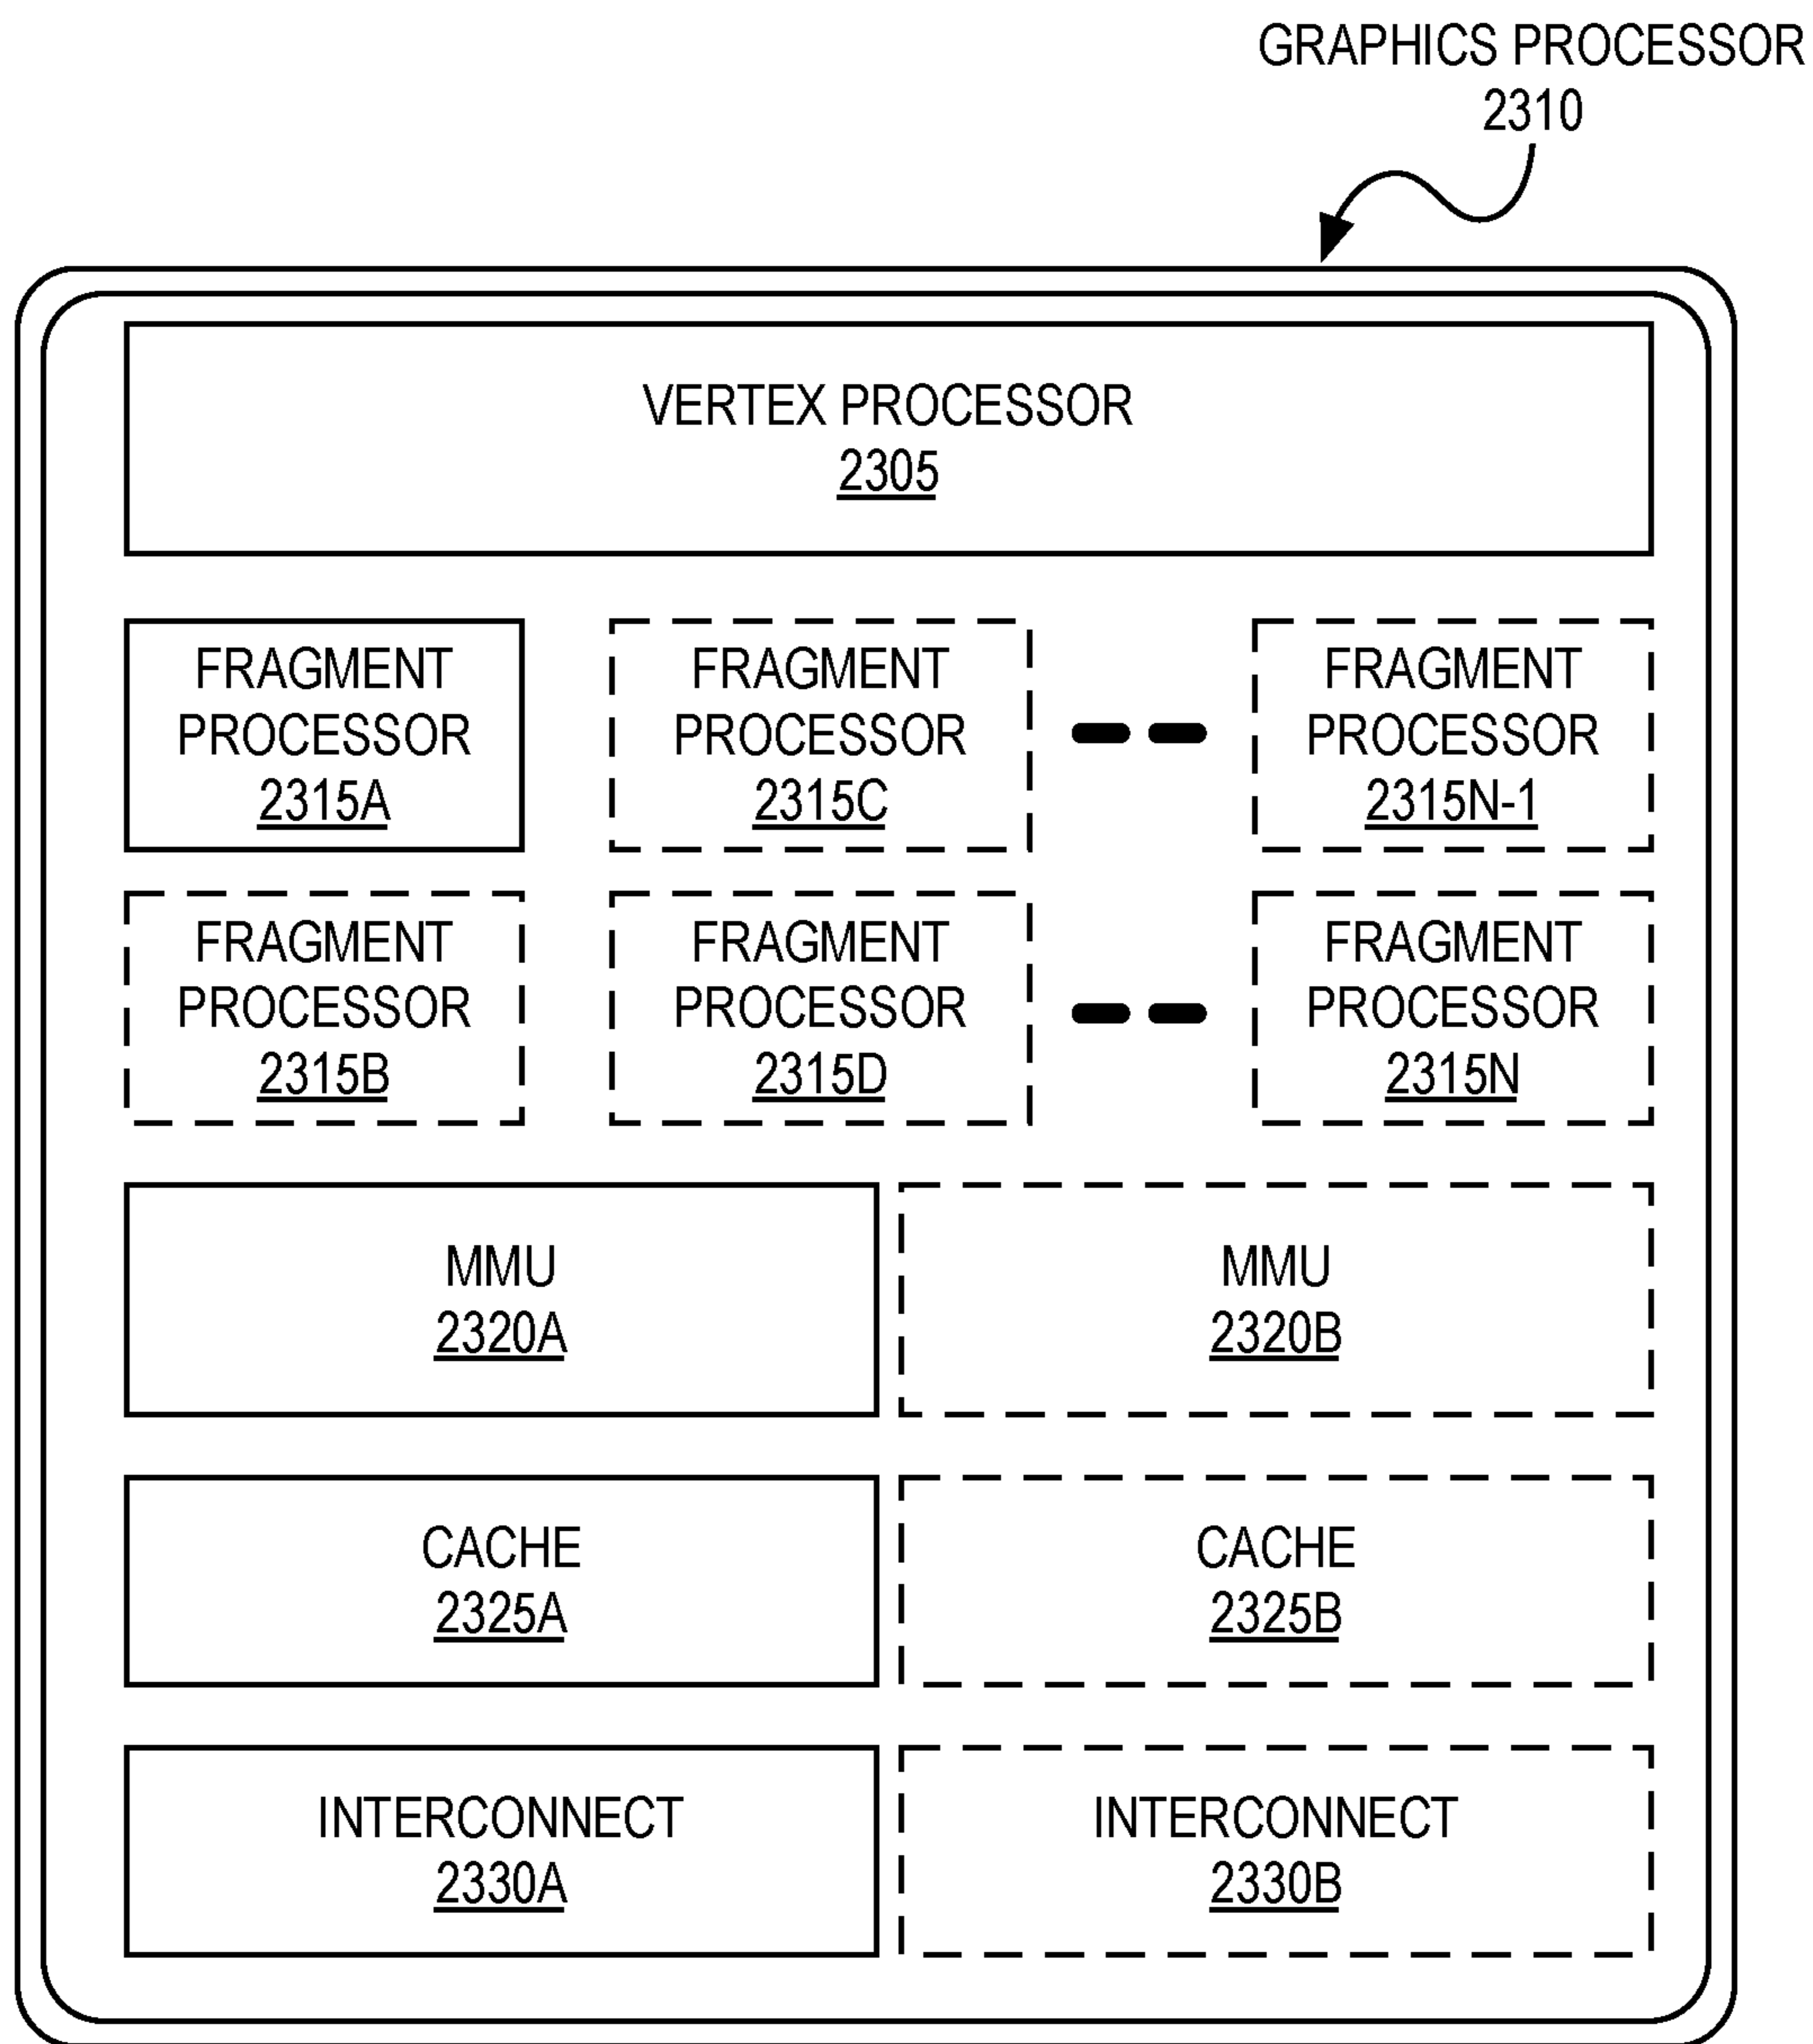 GRAPHICS PROCESSOR
2310
VERTEX PROCESSOR
2305
FRAGMENT
PROCESSOR
2315A
FRAGMENT
PROCESSOR
2315C
FRAGMENT
PROCESSOR
2315N-1
FRAGMENT
PROCESSOR
2315B
FRAGMENT
PROCESSOR
2315D
FRAGMENT
PROCESSOR
2315N
MMU
2320A
MMU
2320B
CACHE
2325A
CACHE
2325B
INTERCONNECT
2330A
INTERCONNECT
2330B